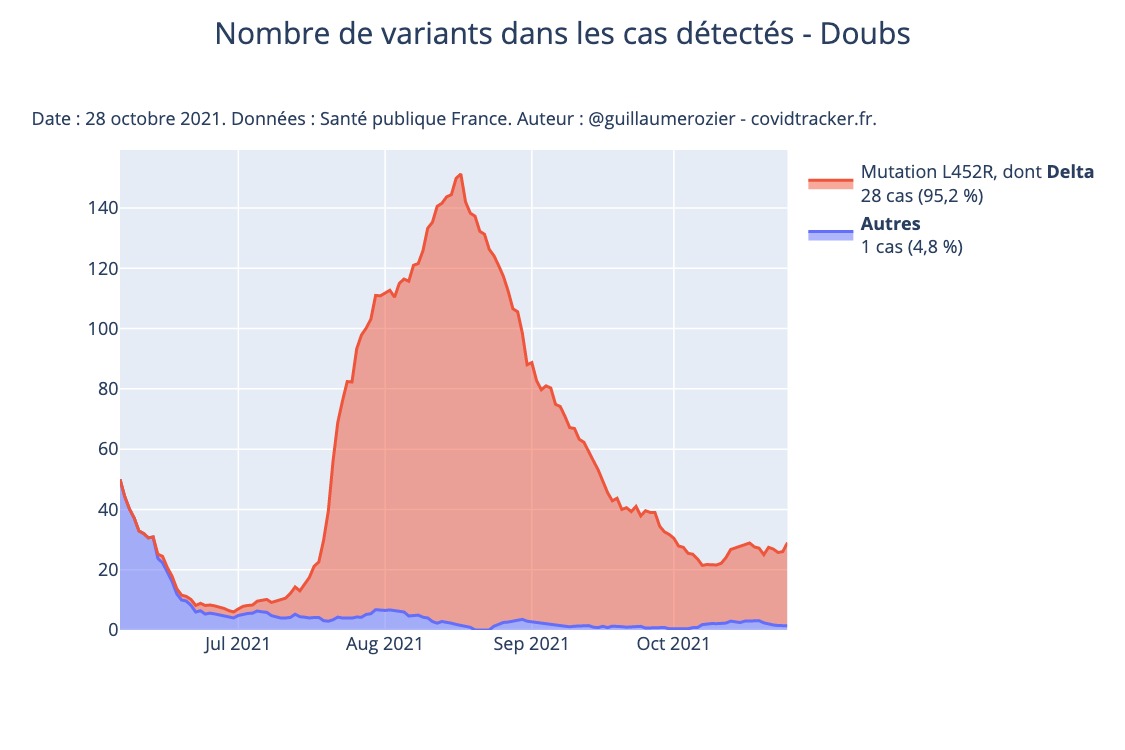 Nombre de variants dans les cas détectés - Doubs
Date : 28 octobre 2021. Données : Santé publique France. Auteur : @guillaumerozier - covidtracker.fr.
Mutation L452R, dont Delta
28 cas (95,2 %)
Autres
1 cas (4,8 %)
140
120
100
80
60
40
20
0
Jul 2021
Aug 2021
Sep 2021
Oct 2021